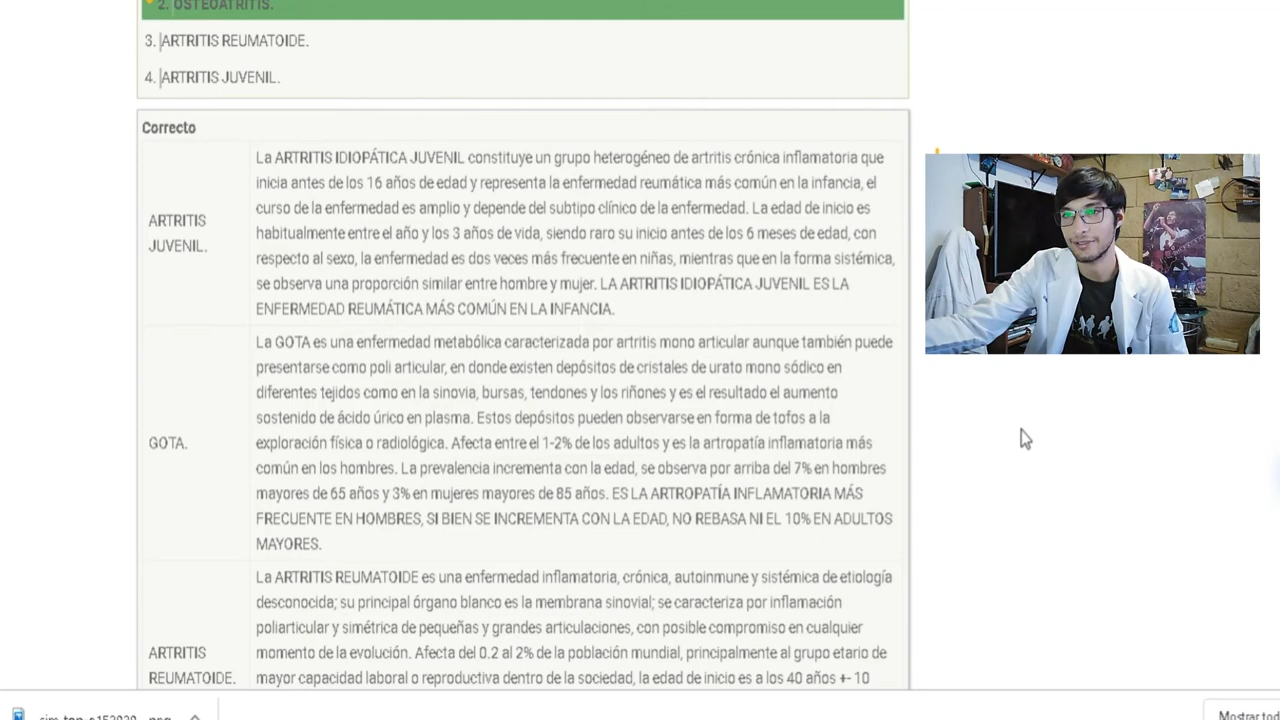 2. OSTEOATRITIS.
3. ARTRITIS REUMATOIDE.
4. ARTRITIS JUVENIL.
Correcto
ARTRITIS
JUVENIL.
La ARTRITIS IDIOPÁTICA JUVENIL constituye un grupo heterogéneo de artritis crónica inflamatoria que
inicia antes de los 16 años de edad y representa la enfermedad reumática más común en la infancia, el
curso de la enfermedad es amplio y depende del subtipo clínico de la enfermedad. La edad de inicio es
habitualmente entre el año y los 3 años de vida, siendo raro su inicio antes de los 6 meses de edad, con
respecto al sexo, la enfermedad es dos veces más frecuente en niñas, mientras que en la forma sistémica,
se observa una proporción similar entre hombre y mujer. LA ARTRITIS IDIOPÁTICA JUVENIL ES LA
ENFERMEDAD REUMÁTICA MÁS COMÚN EN LA INFANCIA.
GOTA.
La GOTA es una enfermedad metabólica caracterizada por artritis mono articular aunque también puede
presentarse como poli articular, en donde existen depósitos de cristales de urato mono sódico en
diferentes tejidos como en la sinovia, bursas, tendones y los riñones y es el resultado el aumento
sostenido de ácido úrico en plasma. Estos depósitos pueden observarse en forma de tofos a la
exploración física o radiológica. Afecta entre el 1-2% de los adultos y es la artropatía inflamatoria más
común en los hombres. La prevalencia incrementa con la edad, se observa por arriba del 7% en hombres
mayores de 65 años y 3% en mujeres mayores de 85 años. ES LA ARTROPATÍA INFLAMATORIA MÁS
FRECUENTE EN HOMBRES, SI BIEN SE INCREMENTA CON LA EDAD, NO REBASA NI EL 10% EN ADULTOS
MAYORES.
ARTRITIS
REUMATOIDE.
La ARTRITIS REUMATOIDE es una enfermedad inflamatoria, crónica, autoinmune y sistémica de etiología
desconocida; su principal órgano blanco es la membrana sinovial; se caracteriza por inflamación
poliarticular y simétrica de pequeñas y grandes articulaciones, con posible compromiso en cualquier
momento de la evolución. Afecta del 0.2 al 2% de la población mundial, principalmente al grupo etario de
mayor capacidad laboral o reproductiva dentro de la sociedad, la edad de inicio es a los 40 años +- 10
Mostrar tod